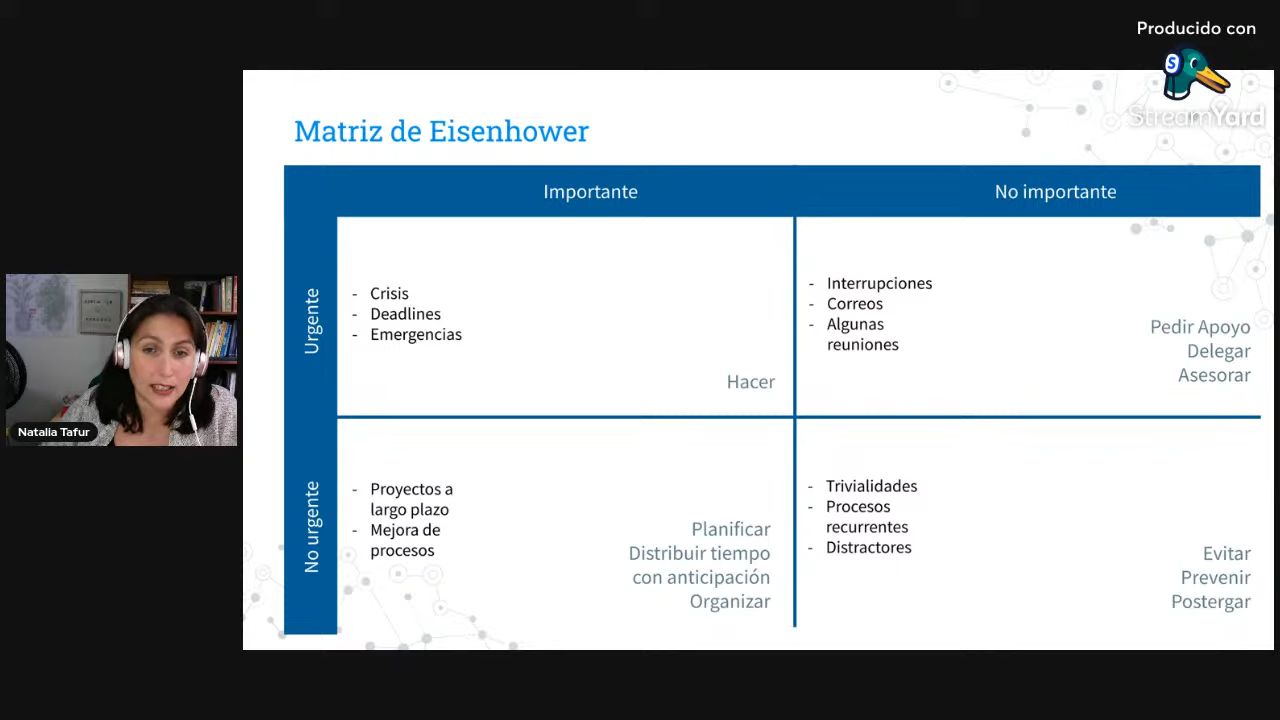 Producido con
StreamYard
Matriz de Eisenhower
Importante
No importante
Urgente
- Crisis
- Deadlines
- Emergencias
Hacer
- Interrupciones
- Correos
- Algunas
reuniones
Pedir Apoyo
Delegar
Asesorar
No urgente
- Proyectos a
largo plazo
- Mejora de
procesos
Planificar
Distribuir tiempo
con anticipación
Organizar
- Trivialidades
- Procesos
recurrentes
- Distractores
Evitar
Prevenir
Postergar
Natalia Tafur